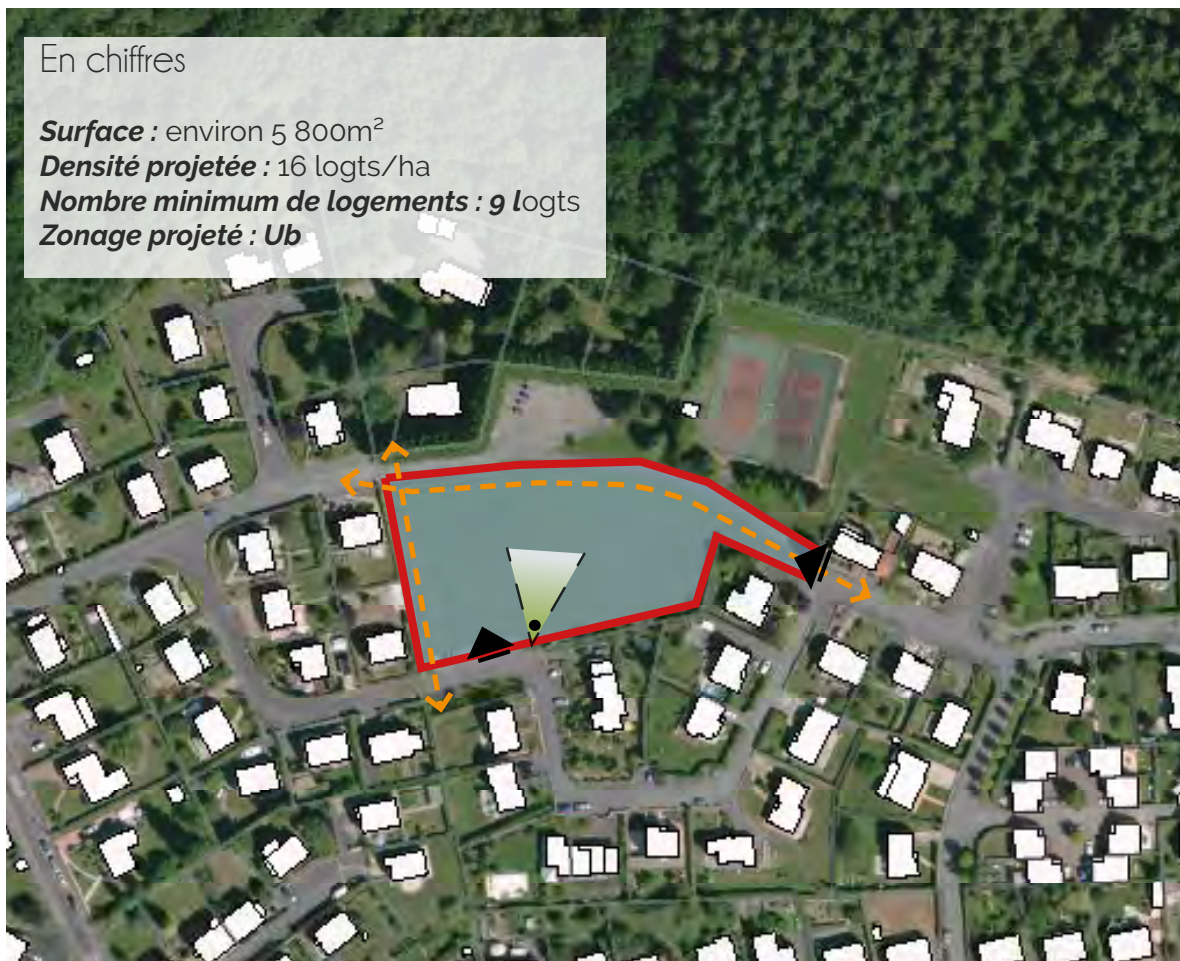 En chiffres
Surface : environ 5 800m²
Densité projetée : 16 logts/ha
Nombre minimum de logements : 9 logts
Zonage projeté : Ub